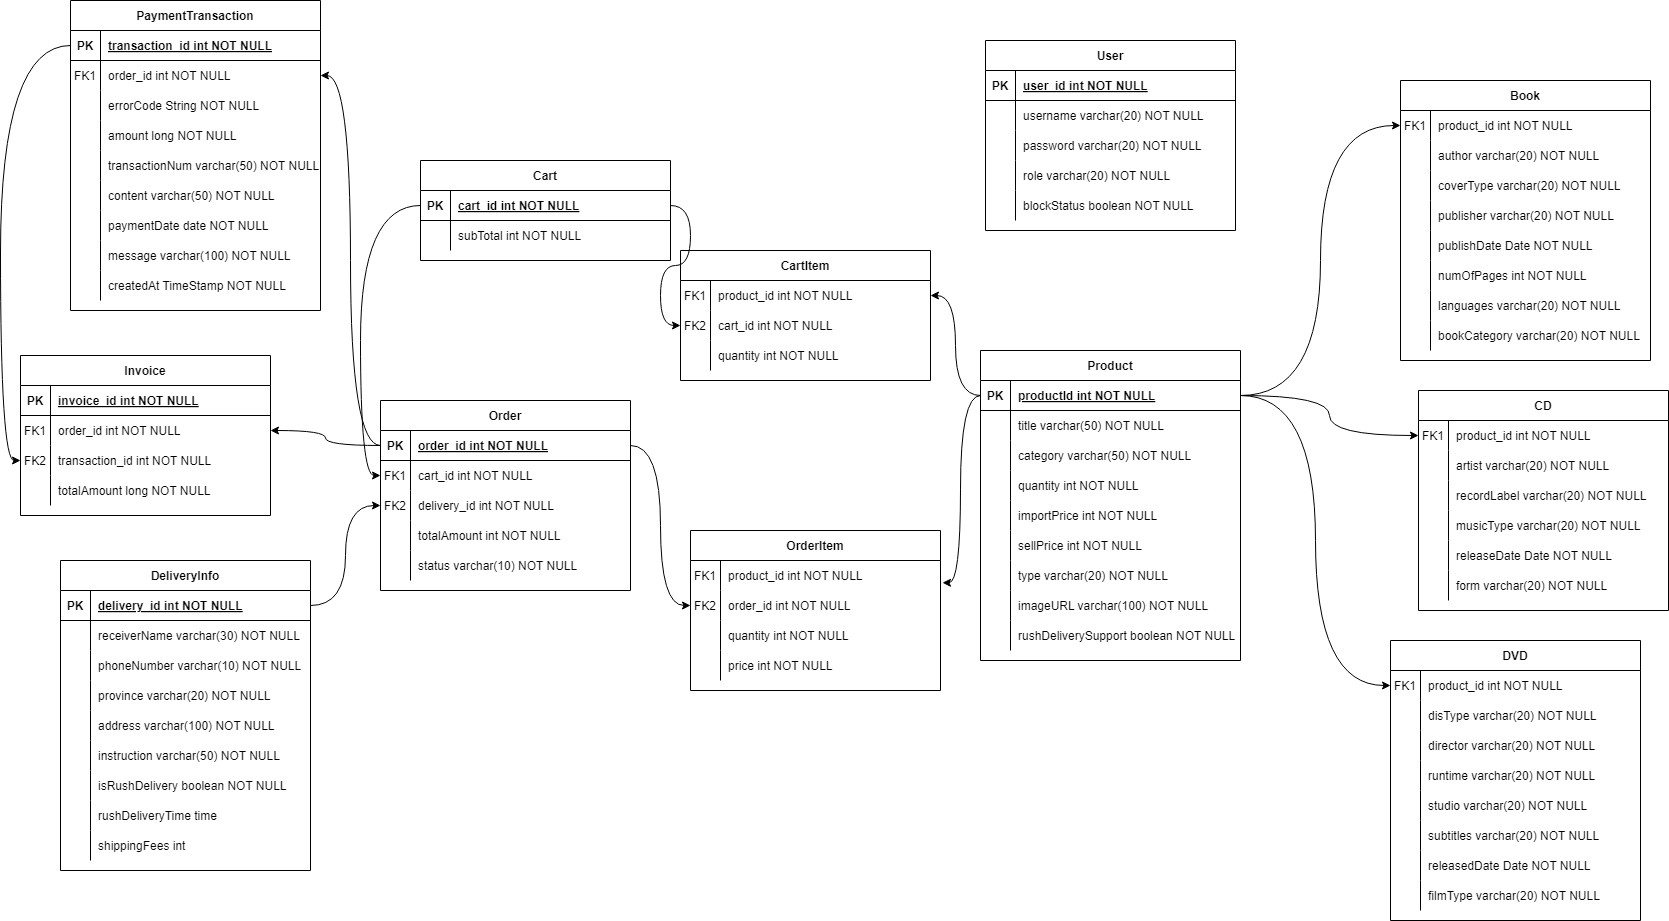 PaymentTransaction
PK transaction_id int NOT NULL
FK1 order_id int NOT NULL
errorCode String NOT NULL
amount long NOT NULL
transactionNum varchar(50) NOT NULL
content varchar(50) NOT NULL
paymentDate date NOT NULL
message varchar(100) NOT NULL
createdAt TimeStamp NOT NULL
Invoice
PK invoice_id int NOT NULL
FK1 order_id int NOT NULL
FK2 transaction_id int NOT NULL
totalAmount long NOT NULL
DeliveryInfo
PK delivery_id int NOT NULL
receiverName varchar(30) NOT NULL
phoneNumber varchar(10) NOT NULL
province varchar(20) NOT NULL
address varchar(100) NOT NULL
instruction varchar(50) NOT NULL
isRushDelivery boolean NOT NULL
rushDeliveryTime time
shippingFees int
Cart
PK cart_id int NOT NULL
subTotal int NOT NULL
Order
PK order_id int NOT NULL
FK1 cart_id int NOT NULL
FK2 delivery_id int NOT NULL
totalAmount int NOT NULL
status varchar(10) NOT NULL
CartItem
FK1 product_id int NOT NULL
FK2 cart_id int NOT NULL
quantity int NOT NULL
OrderItem
FK1 product_id int NOT NULL
FK2 order_id int NOT NULL
quantity int NOT NULL
price int NOT NULL
User
PK user_id int NOT NULL
username varchar(20) NOT NULL
password varchar(20) NOT NULL
role varchar(20) NOT NULL
blockStatus boolean NOT NULL
Product
PK productId int NOT NULL
title varchar(50) NOT NULL
category varchar(50) NOT NULL
quantity int NOT NULL
importPrice int NOT NULL
sellPrice int NOT NULL
type varchar(20) NOT NULL
imageURL varchar(100) NOT NULL
rushDeliverySupport boolean NOT NULL
Book
FK1 product_id int NOT NULL
author varchar(20) NOT NULL
coverType varchar(20) NOT NULL
publisher varchar(20) NOT NULL
publishDate Date NOT NULL
numOfPages int NOT NULL
languages varchar(20) NOT NULL
bookCategory varchar(20) NOT NULL
CD
FK1 product_id int NOT NULL
artist varchar(20) NOT NULL
recordLabel varchar(20) NOT NULL
musicType varchar(20) NOT NULL
releaseDate Date NOT NULL
form varchar(20) NOT NULL
DVD
FK1 product_id int NOT NULL
disType varchar(20) NOT NULL
director varchar(20) NOT NULL
runtime varchar(20) NOT NULL
studio varchar(20) NOT NULL
subtitles varchar(20) NOT NULL
releasedDate Date NOT NULL
filmType varchar(20) NOT NULL